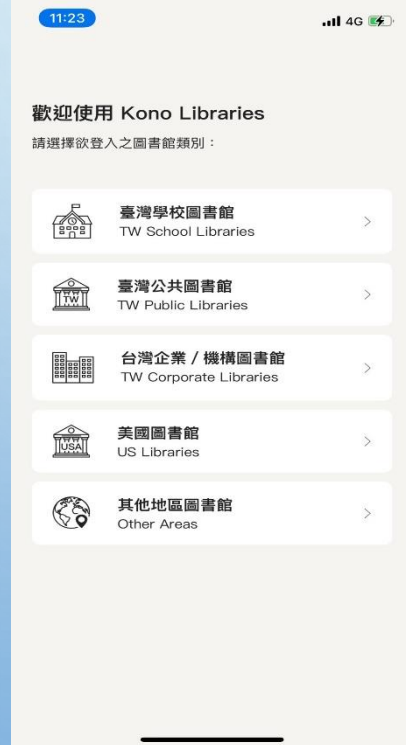 11:23
4G
歡迎使用 Kono Libraries
請選擇欲登入之圖書館類別：
臺灣學校圖書館
TW School Libraries
臺灣公共圖書館
TW Public Libraries
TW
台灣企業 / 機構圖書館
TW Corporate Libraries
美國圖書館
US Libraries
USA
其他地區圖書館
Other Areas